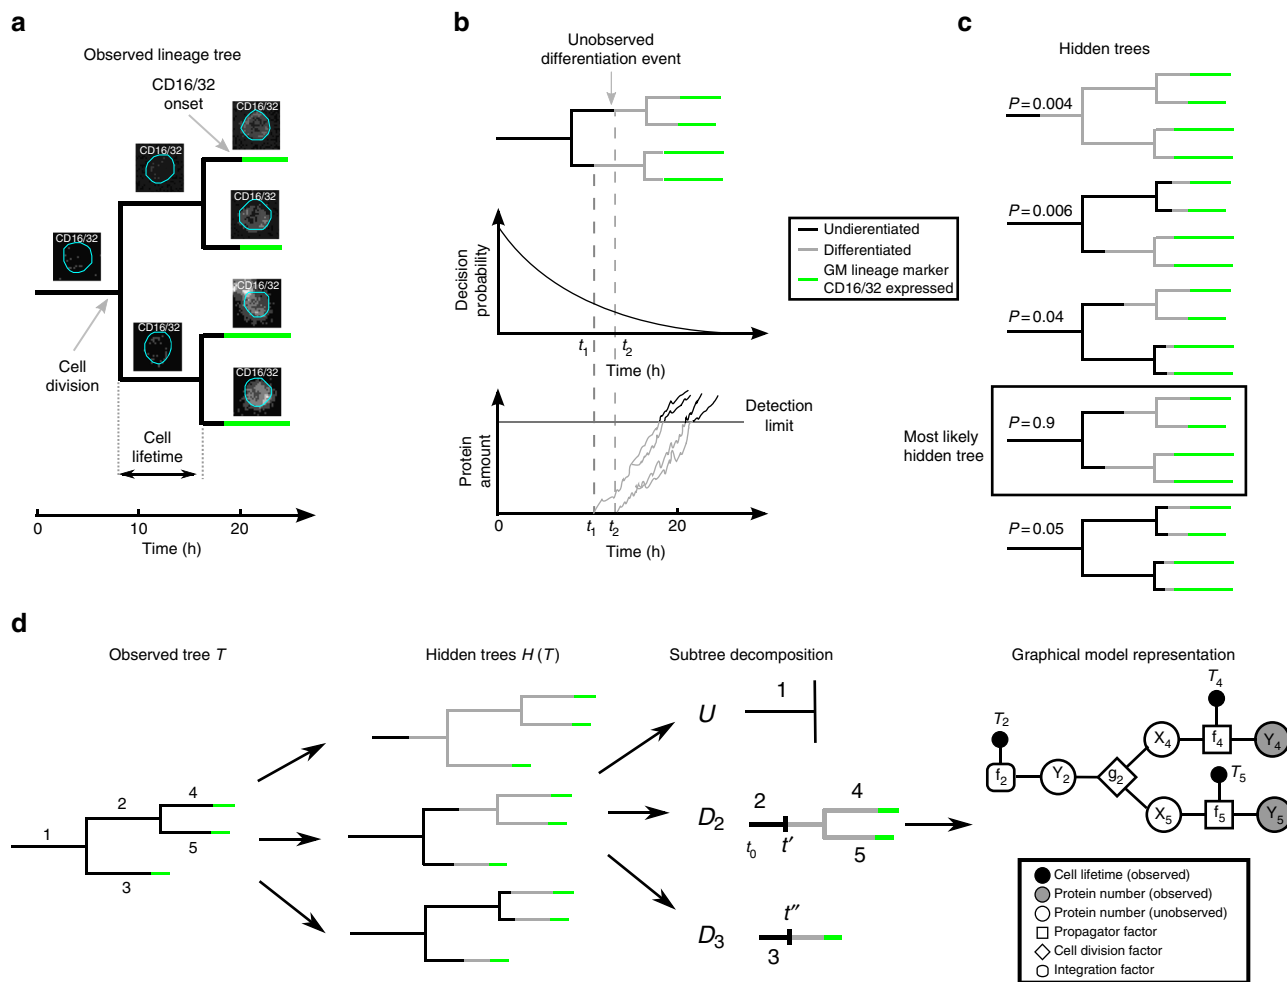 a
Observed lineage tree
CD16/32
onset
CD16/32
CD16/32
CD16/32
CD16/32
CD16/32
CD16/32
CD16/32
Cell
division
Cell
lifetime
0
10
20
Time (h)
b
Unobserved
differentiation event
Decision
probability
t1
t2
Time (h)
Undierentiated
Differentiated
GM lineage marker
CD16/32 expressed
Protein
amount
Detection
limit
0
t1
t2
20
Time (h)
c
Hidden trees
P = 0.004
P = 0.006
P = 0.04
P = 0.9
Most likely
hidden tree
P = 0.05
d
Observed tree T
1
2
3
4
5
Hidden trees H (T)
Subtree decomposition
U
1
D2
2
4
t0
t′
5
D3
t″
3
Graphical model representation
T2
f2
Y2
g2
X4
T4
f4
Y4
X5
T5
f5
Y5
Cell lifetime (observed)
Protein number (observed)
Protein number (unobserved)
Propagator factor
Cell division factor
Integration factor